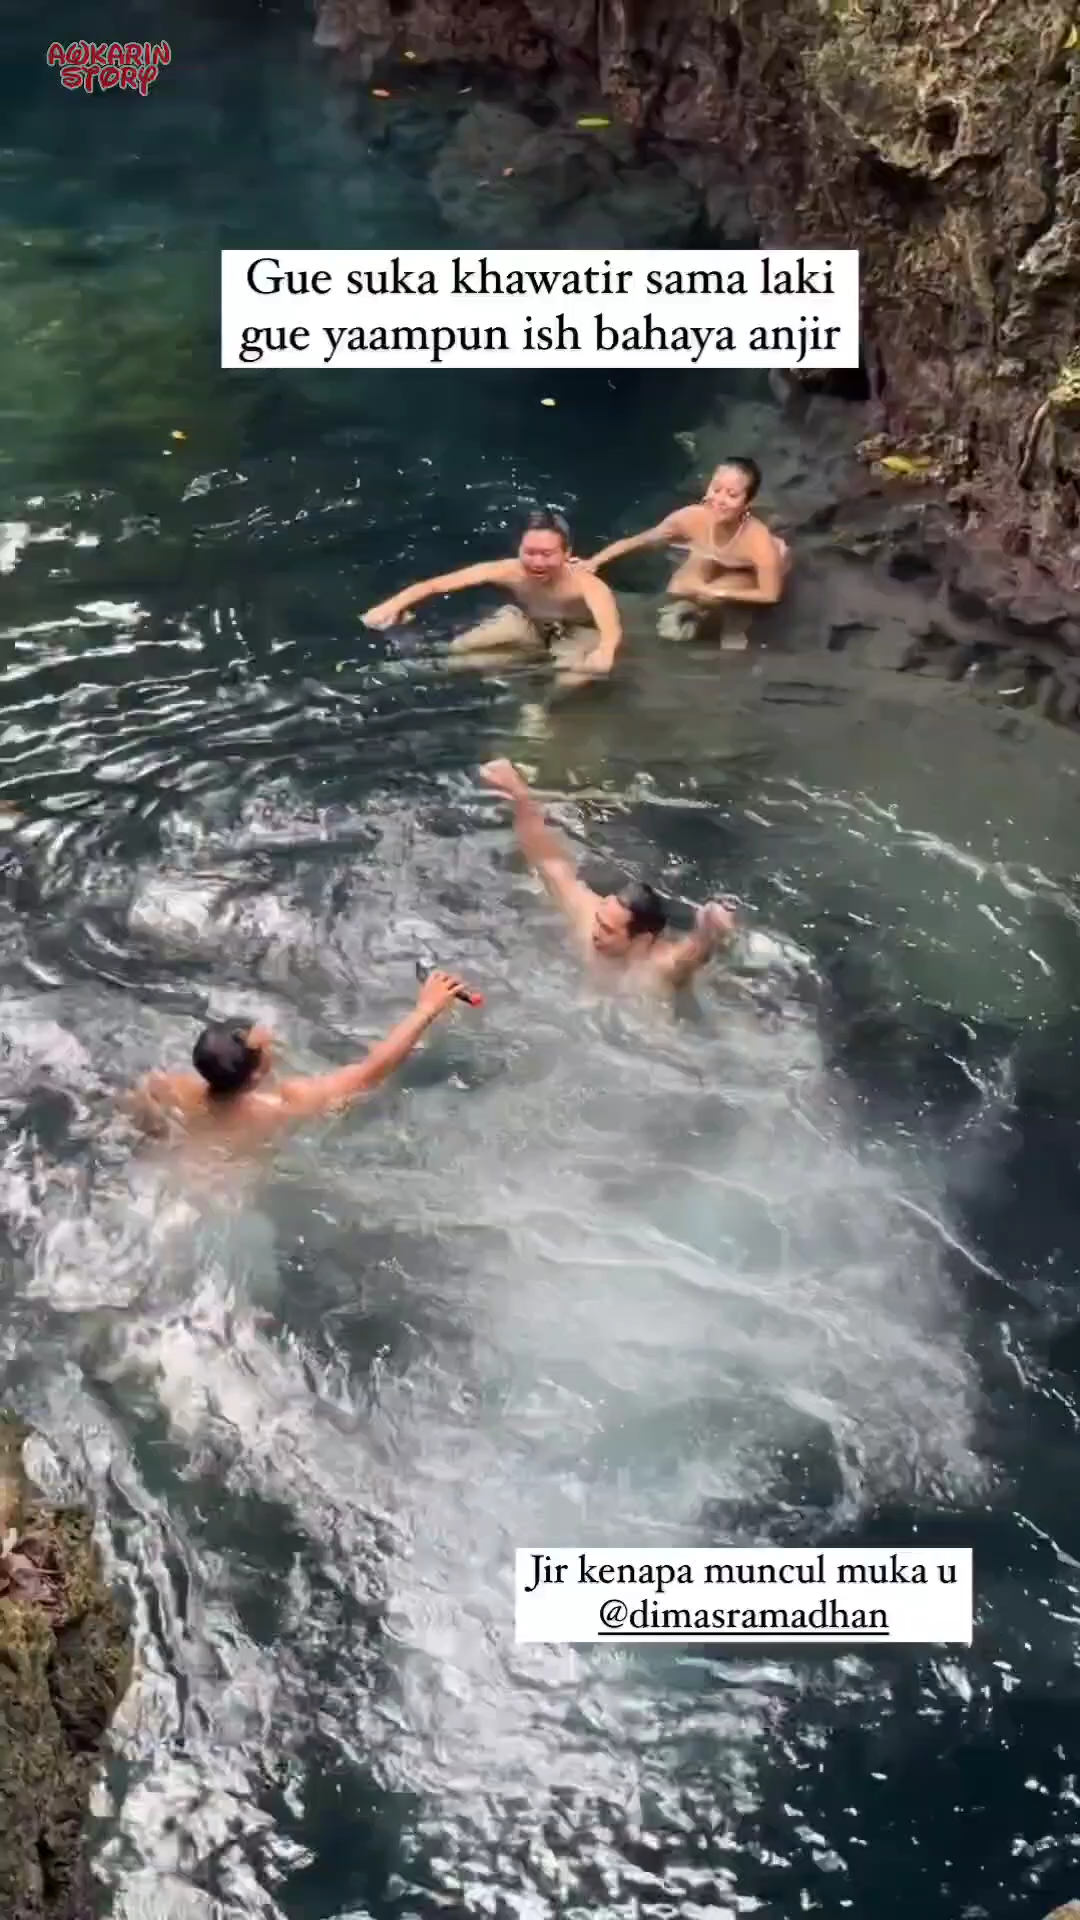 AWKARIN
STORY
Gue suka khawatir sama laki
gue yaampun ish bahaya anjir
Jir kenapa muncul muka u
@dimasramadhan